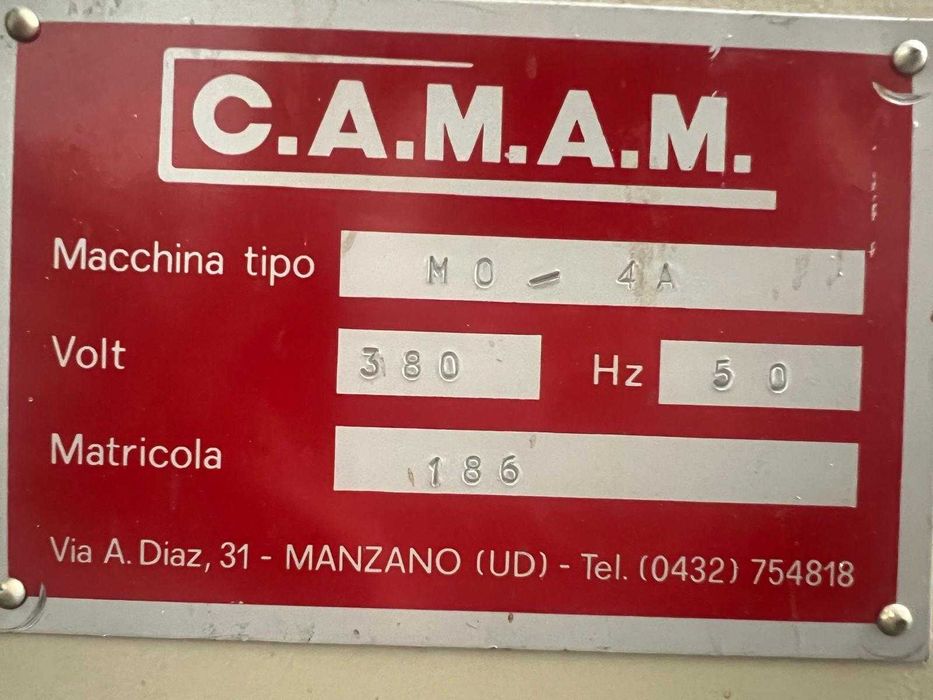 C.A.M.A.M.
Macchina tipo MO-4A
Volt 380 Hz 50
Matricola 186
Via A. Diaz, 31 - MANZANO (UD) - Tel. (0432) 754818